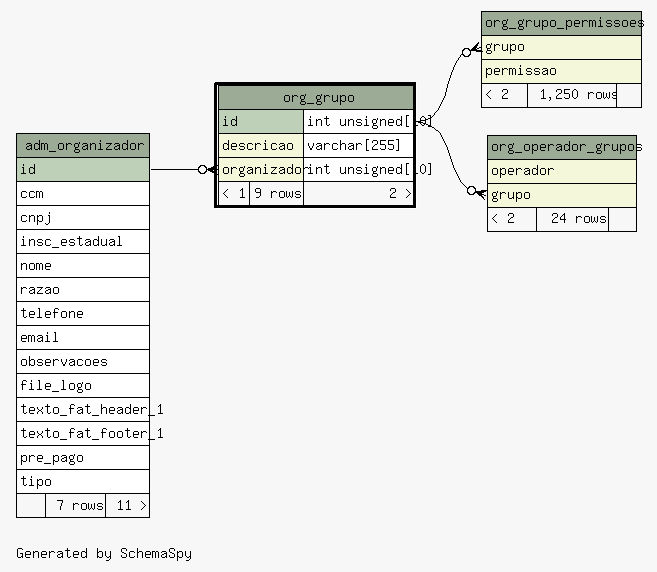 org_grupo_permissoes
grupo
permissao
< 2 1,250 rows
org_grupo
id int unsigned[10]
descricao varchar[255]
organizador int unsigned[10]
< 1 9 rows 2 >
adm_organizador
id
ccm
cnpj
insc_estadual
nome
razao
telefone
email
observacoes
file_logo
texto_fat_header_1
texto_fat_footer_1
pre_pago
tipo
7 rows 11 >
org_operador_grupos
operador
grupo
< 2 24 rows
Generated by SchemaSpy